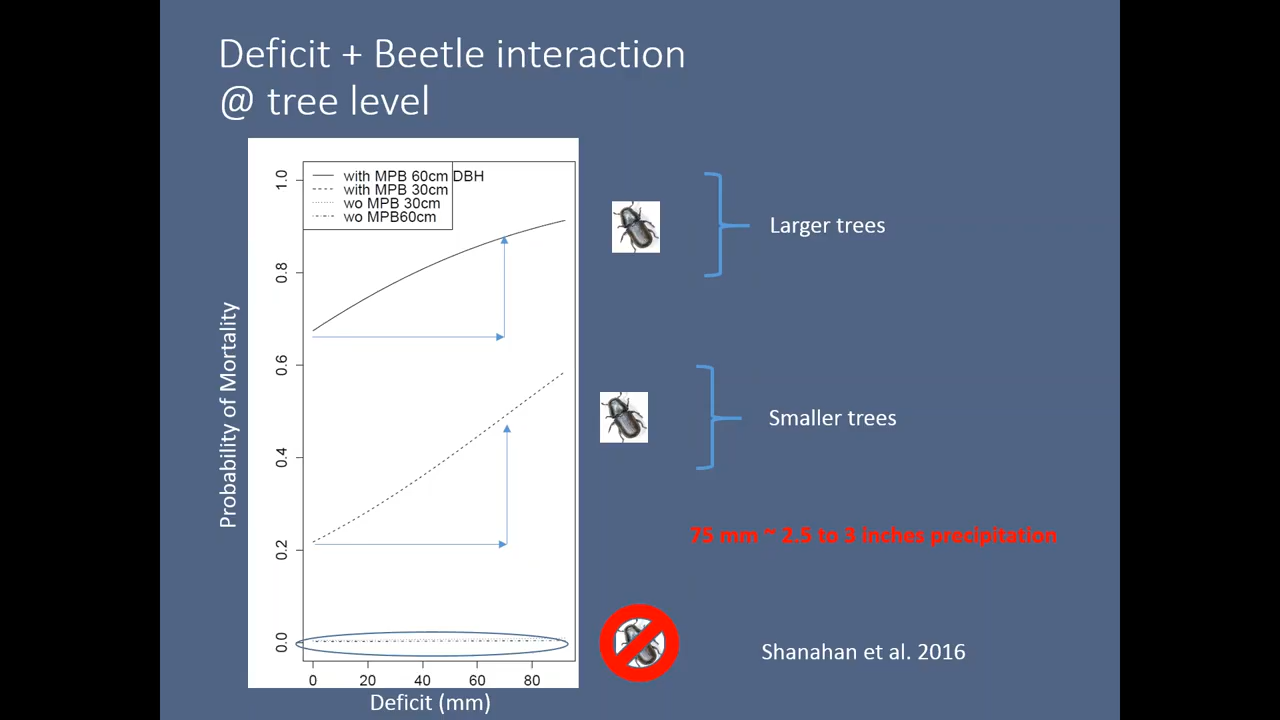 Deficit + Beetle interaction
@ tree level
with MPB 60cm DBH
with MPB 30cm
wo MPB 30cm
wo MPB60cm
1.0
0.8
0.6
0.4
0.2
0.0
Probability of Mortality
0 20 40 60 80
Deficit (mm)
Larger trees
Smaller trees
75 mm ~ 2.5 to 3 inches precipitation
Shanahan et al. 2016